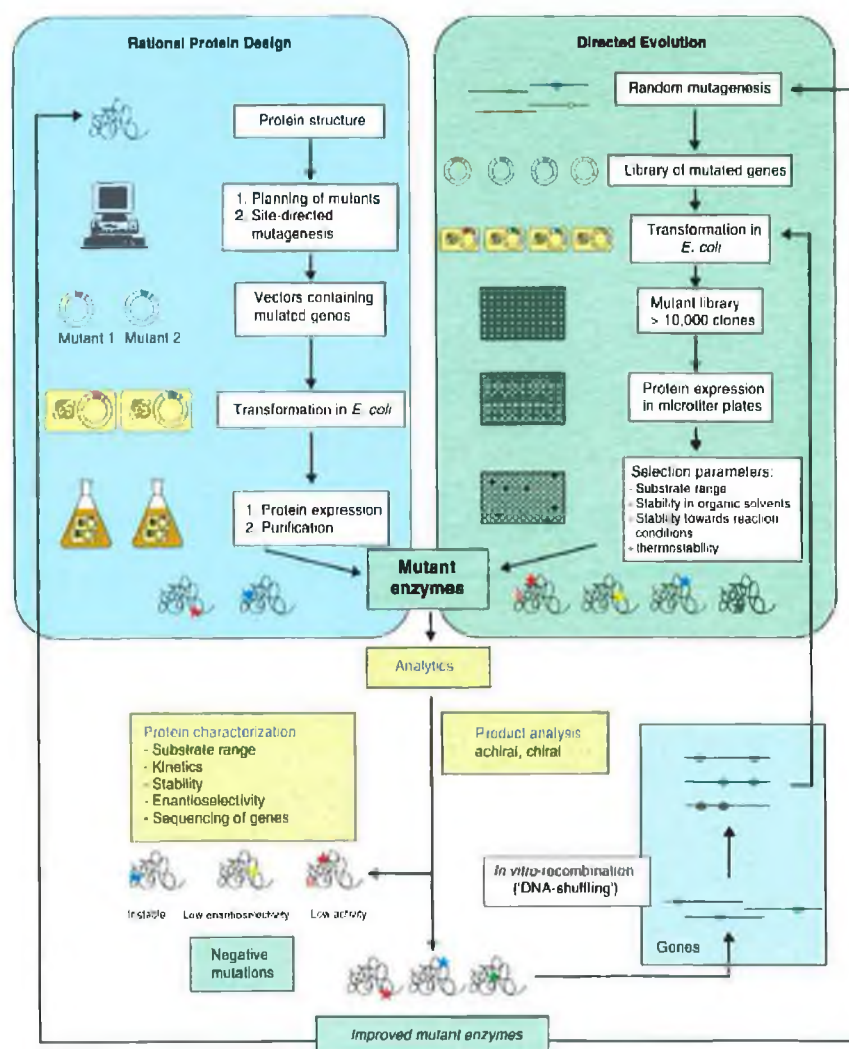 Rational Protein Design
Protein structure
1. Planning of mutants
2. Site-directed
mutagenesis
Vectors containing
mutated genes
Mutant 1 Mutant 2
Transformation in E. coli
1 Protein expression
2 Purification
Directed Evolution
Random mutagenesis
Library of mutated genes
Transformation in
E. coli
Mutant library
> 10,000 clones
Protein expression
in microtiter plates
Selection parameters:
- Substrate range
• Stability in organic solvents
• Stability towards reaction
conditions
• thermostability
Mutant
enzymes
Analytics
Protein characterization
- Substrate range
- Kinetics
- Stability
- Enantioselectivity
- Sequencing of genes
Product analysis
achiral, chiral
Instable Low enantioselectivity Low activity
Negative
mutations
In vitro-recombination
('DNA-shuffling')
Genes
Improved mutant enzymes